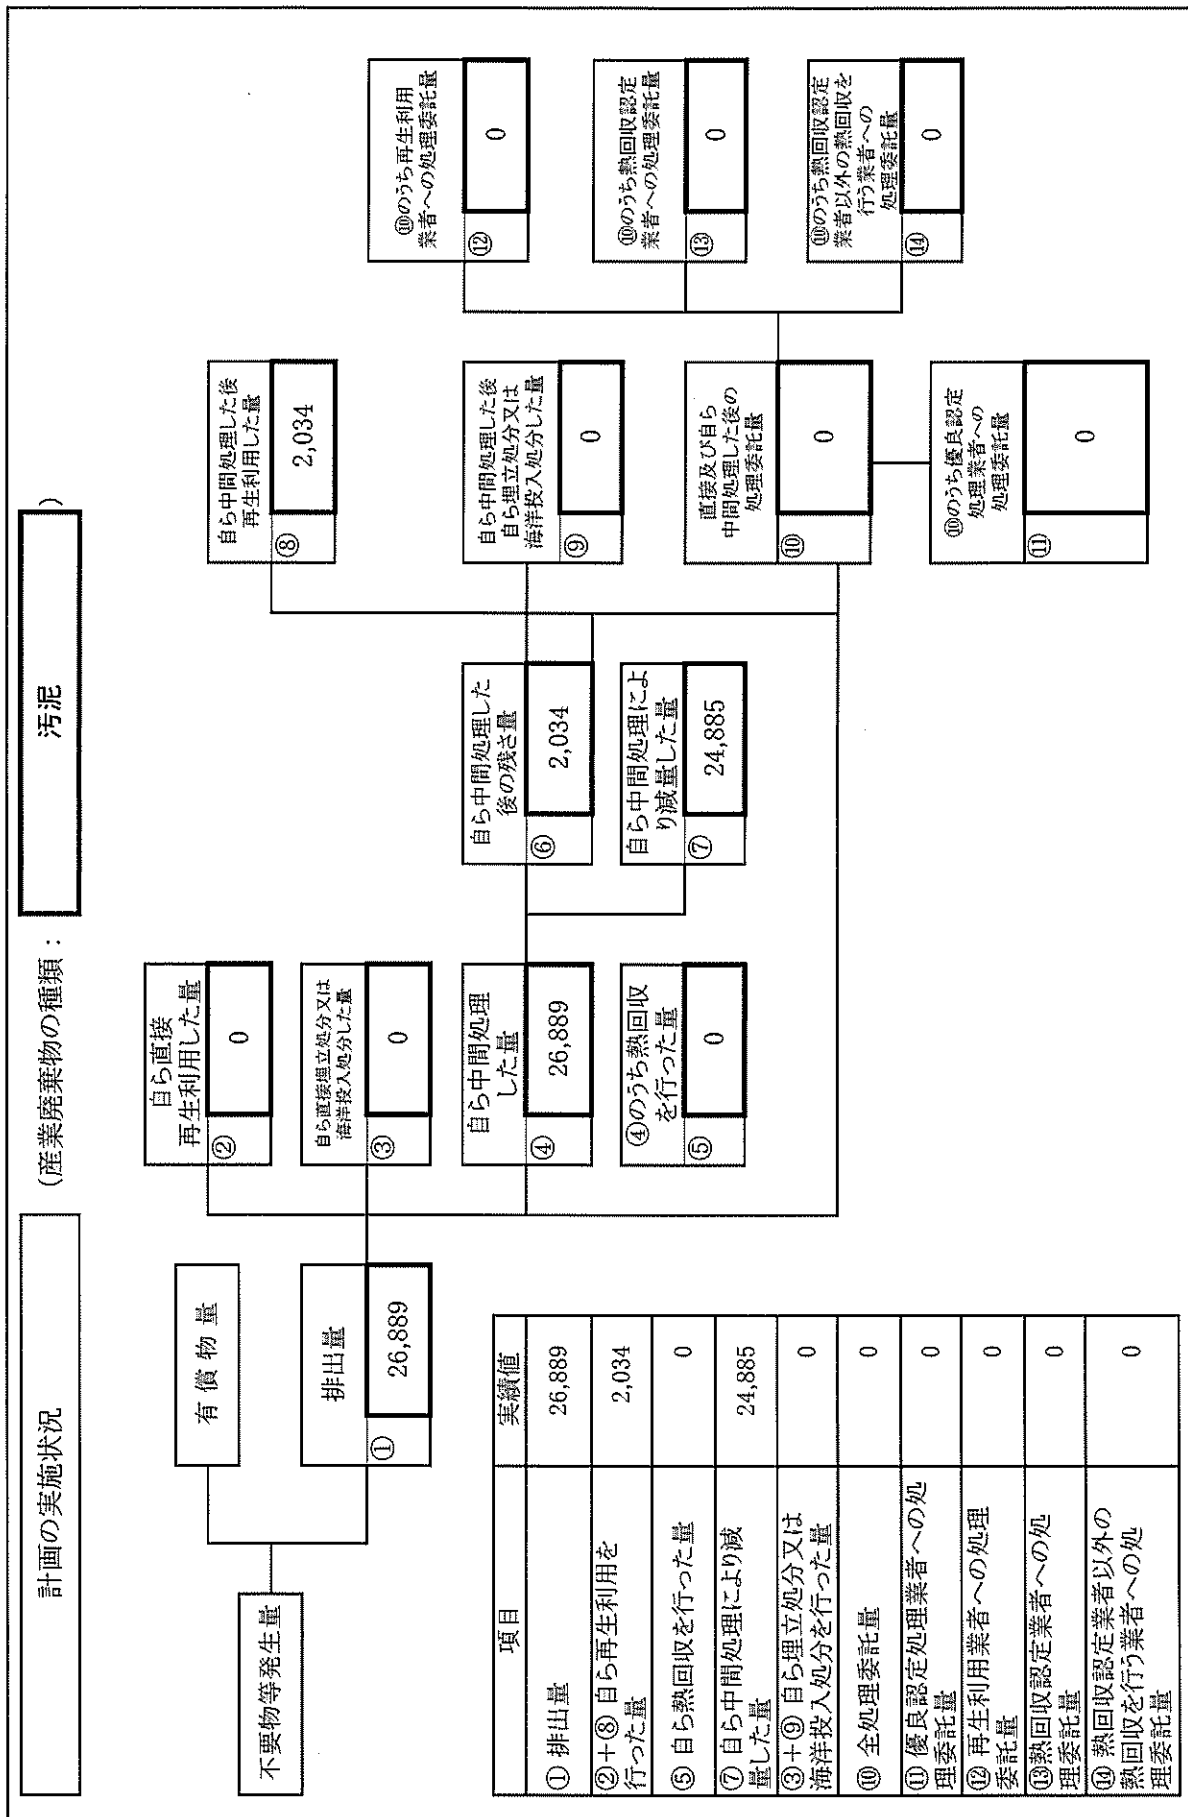 計画の実施状況
(産業廃棄物の種類：
汚泥
)
不要物等発生量
有 償 物 量
排出量
①
26,889
自ら直接
再生利用した量
②
0
自ら直接埋立処分又は
海洋投入処分した量
③
0
自ら中間処理
した量
④
26,889
④のうち熱回収
を行った量
⑤
0
自ら中間処理した
後の残さ量
⑥
2,034
自ら中間処理によ
り減量した量
⑦
24,885
自ら中間処理した後
再生利用した量
⑧
2,034
自ら中間処理した後
自ら埋立処分又は
海洋投入処分した量
⑨
0
直接及び自ら
中間処理した後の
処理委託量
⑩
0
⑩のうち優良認定
処理業者への
処理委託量
⑪
0
⑩のうち再生利用
業者への処理委託量
⑫
0
⑩のうち熱回収認定
業者への処理委託量
⑬
0
⑩のうち熱回収認定
業者以外の熱回収を
行う業者への
処理委託量
⑭
0
項目 実績値
① 排出量 26,889
②＋⑧ 自ら再生利用を
行った量 2,034
⑤ 自ら熱回収を行った量 0
⑦ 自ら中間処理により減
量した量 24,885
③＋⑨ 自ら埋立処分又は
海洋投入処分を行った量 0
⑩ 全処理委託量 0
⑪ 優良認定処理業者への処
理委託量 0
⑫ 再生利用業者への処理
委託量 0
⑬熱回収認定業者への処
理委託量 0
⑭ 熱回収認定業者以外の
熱回収を行う業者への処
理委託量 0